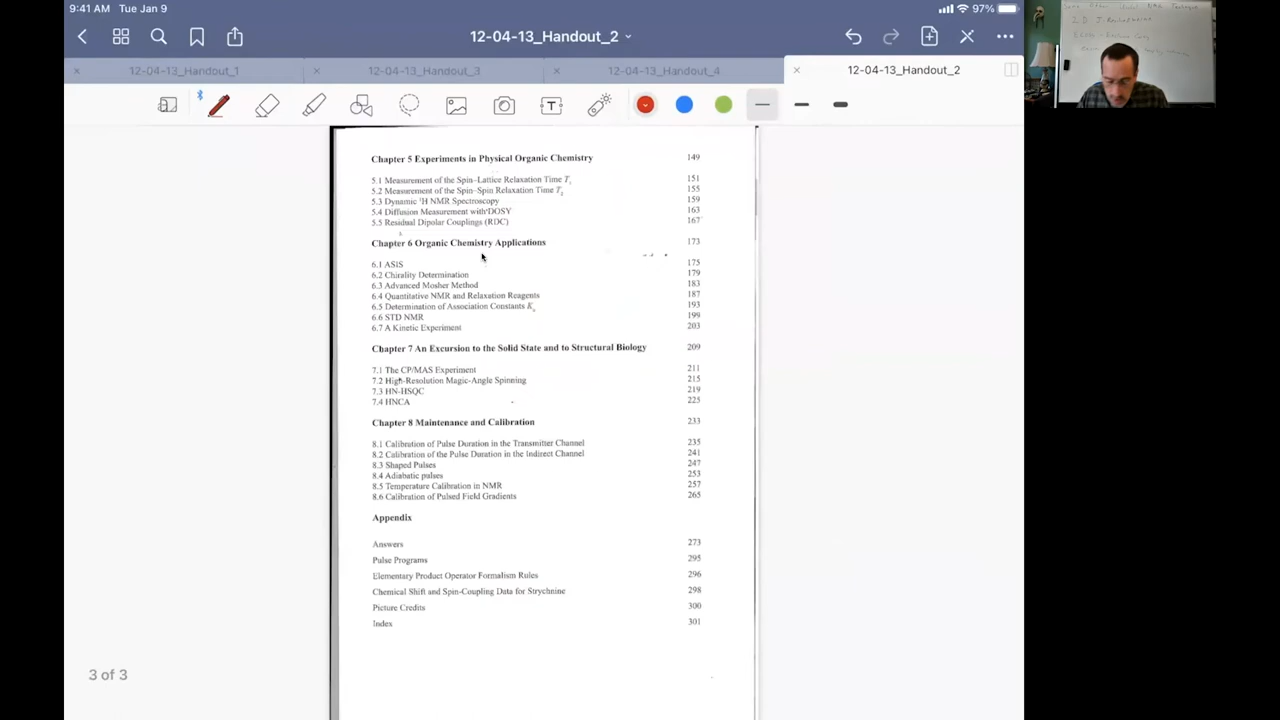 9:41 AM Tue Jan 9
97%
12-04-13_Handout_2
12-04-13_Handout_1
12-04-13_Handout_3
12-04-13_Handout_4
12-04-13_Handout_2
Chapter 5 Experiments in Physical Organic Chemistry 149
5.1 Measurement of the Spin–Lattice Relaxation Time T₁ 151
5.2 Measurement of the Spin–Spin Relaxation Time T₂ 155
5.3 Dynamic ¹H NMR Spectroscopy 159
5.4 Diffusion Measurement with DOSY 163
5.5 Residual Dipolar Couplings (RDC) 167
Chapter 6 Organic Chemistry Applications 173
6.1 ASIS 175
6.2 Chirality Determination 179
6.3 Advanced Mosher Method 183
6.4 Quantitative NMR and Relaxation Reagents 187
6.5 Determination of Association Constants Kₐ 193
6.6 STD NMR 199
6.7 A Kinetic Experiment 203
Chapter 7 An Excursion to the Solid State and to Structural Biology 209
7.1 The CP/MAS Experiment 211
7.2 High-Resolution Magic-Angle Spinning 215
7.3 HN-HSQC 219
7.4 HNCA 225
Chapter 8 Maintenance and Calibration 233
8.1 Calibration of Pulse Duration in the Transmitter Channel 235
8.2 Calibration of the Pulse Duration in the Indirect Channel 241
8.3 Shaped Pulses 247
8.4 Adiabatic pulses 253
8.5 Temperature Calibration in NMR 257
8.6 Calibration of Pulsed Field Gradients 265
Appendix
Answers 273
Pulse Programs 295
Elementary Product Operator Formalism Rules 296
Chemical Shift and Spin-Coupling Data for Strychnine 298
Picture Credits 300
Index 301
3 of 3